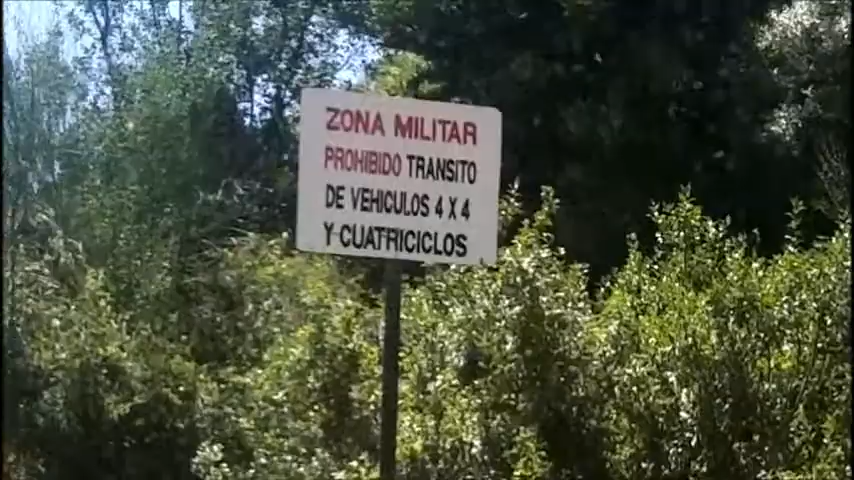 ZONA MILITAR
PROHIBIDO TRANSITO
DE VEHICULOS 4 X 4
Y CUATRICICLOS